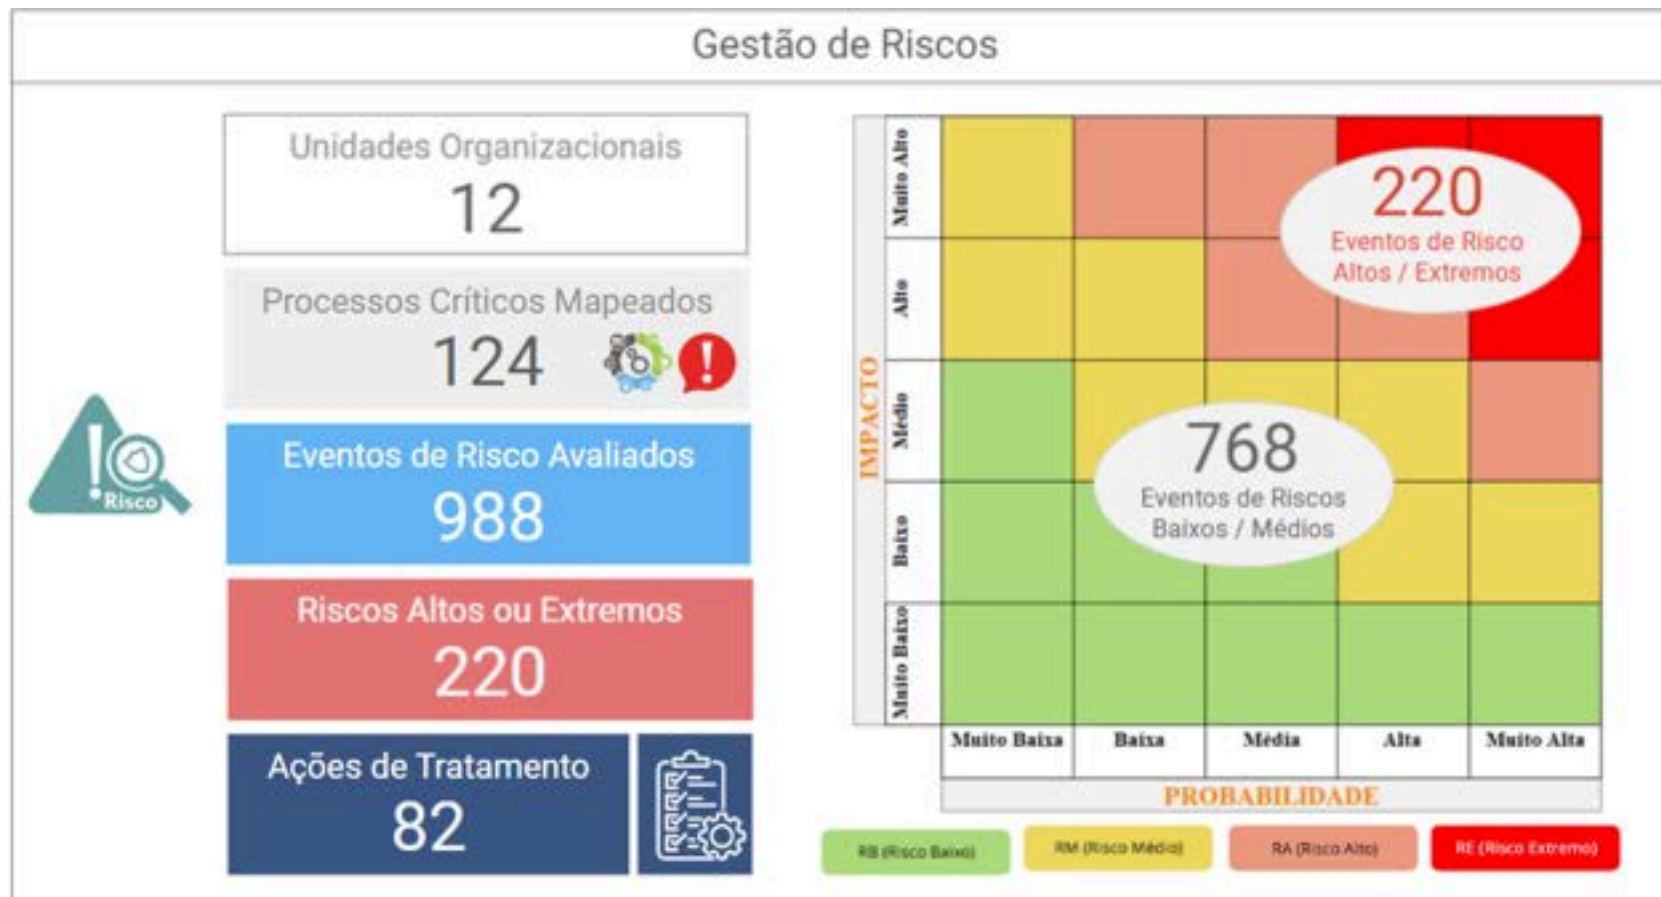 Gestão de Riscos
Unidades Organizacionais
12
Processos Críticos Mapeados
124
Risco
Eventos de Risco Avaliados
988
Riscos Altos ou Extremos
220
Ações de Tratamento
82
IMPACTO
Muito Alto
Alto
Médio
Baixo
Muito Baixo
220
Eventos de Risco
Altos / Extremos
768
Eventos de Riscos
Baixos / Médios
Muito Baixa
Baixa
Média
Alta
Muito Alta
PROBABILIDADE
RB (Risco Baixo)
RM (Risco Médio)
RA (Risco Alto)
RE (Risco Extremo)